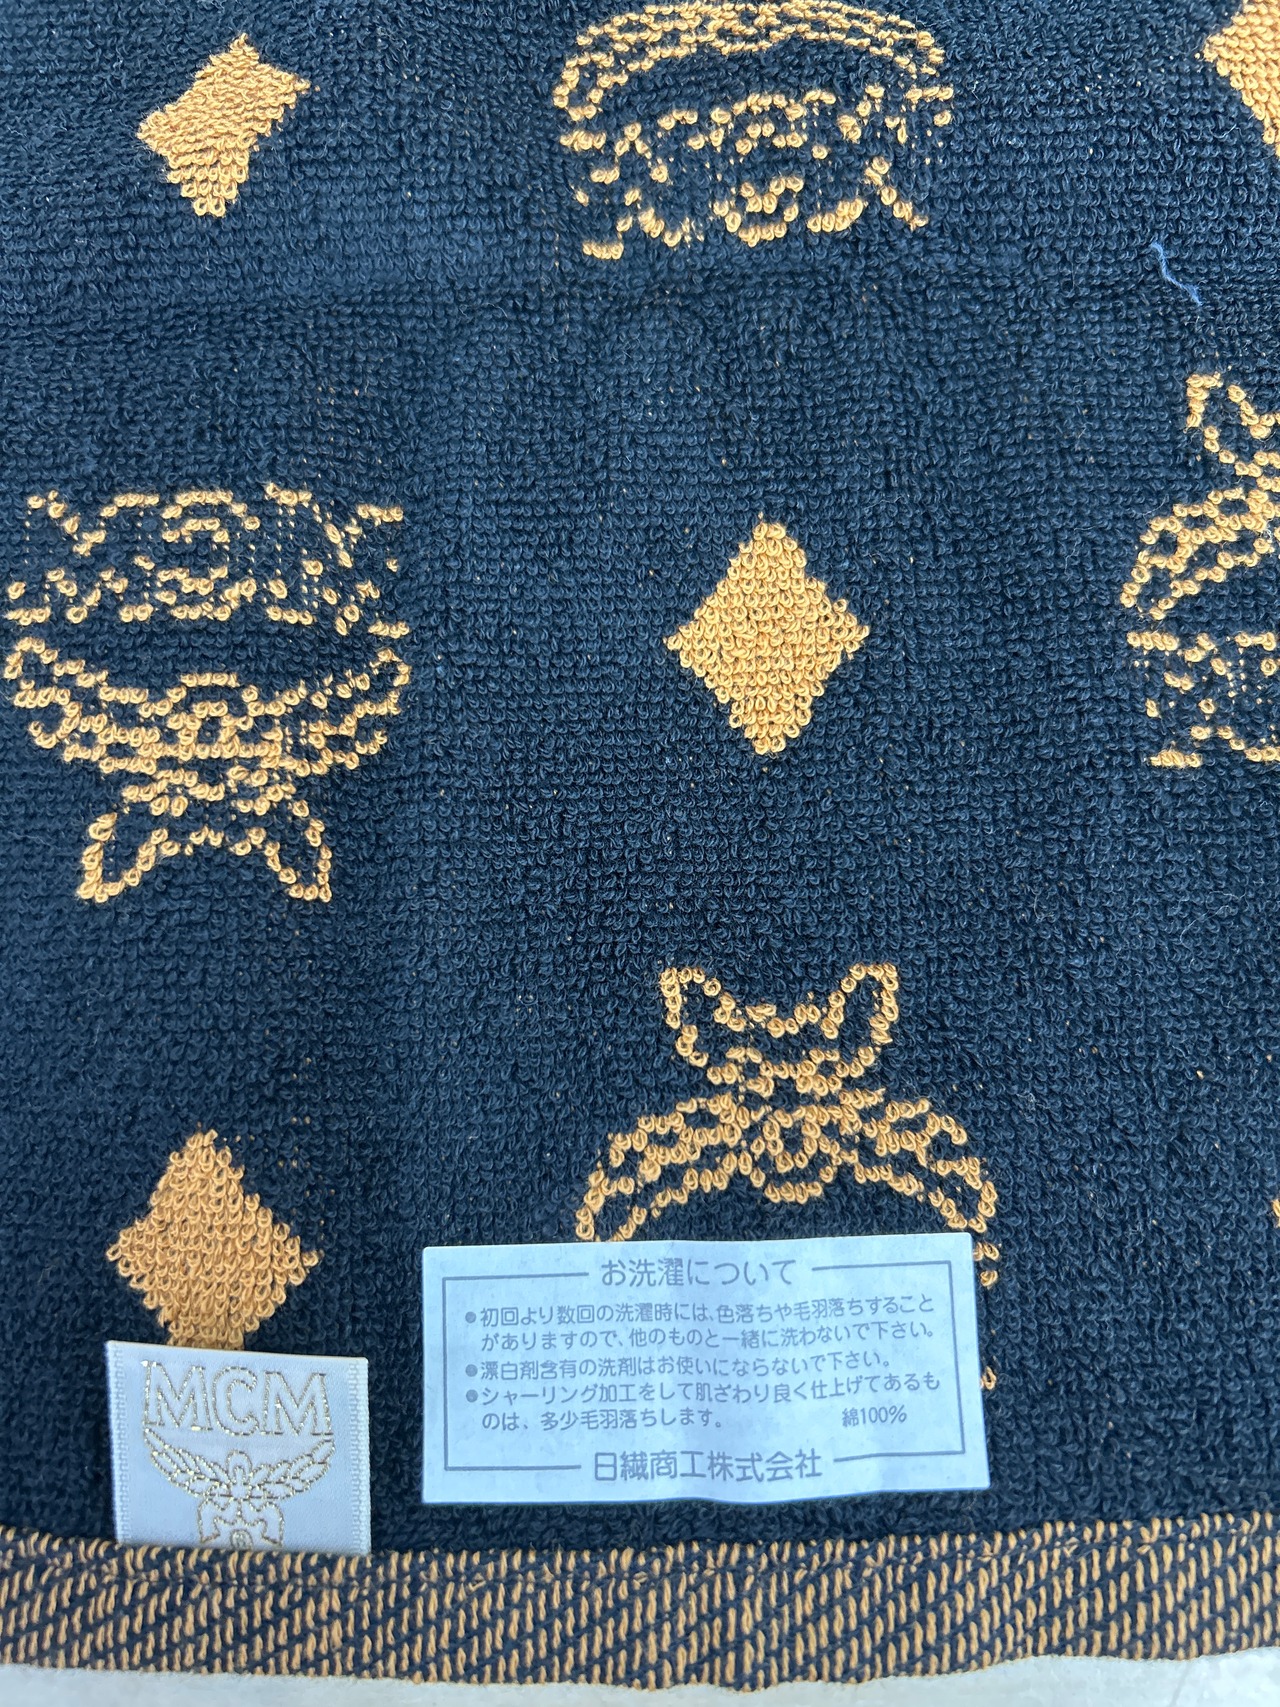 お洗濯について
●初回より数回の洗濯時には、色落ちや毛羽落ちすること
がありますので、他のものと一緒に洗わないで下さい。
●漂白剤含有の洗剤はお使いにならないで下さい。
●シャーリング加工をして肌ざわり良く仕上げてあるも
のは、多少毛羽落ちします。 綿100%
日繊商工株式会社
MCM